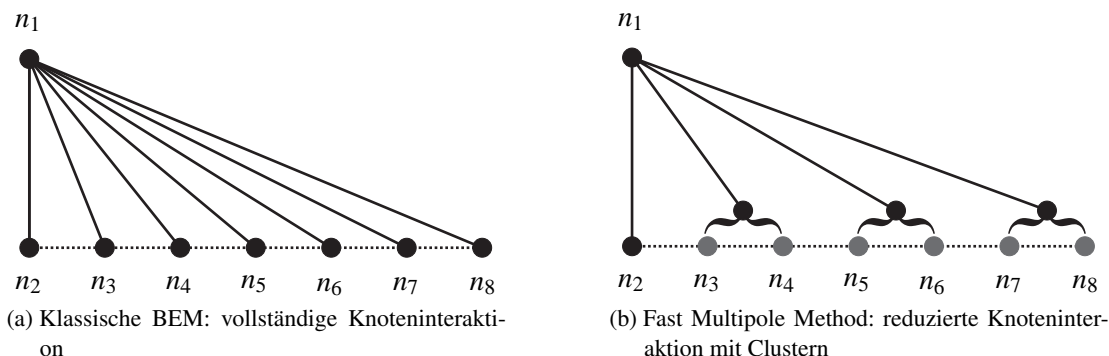 n1
n2 n3 n4 n5 n6 n7 n8
(a) Klassische BEM: vollständige Knoteninterakti-
on
n1
n2 n3 n4 n5 n6 n7 n8
(b) Fast Multipole Method: reduzierte Knoteninter-
aktion mit Clustern